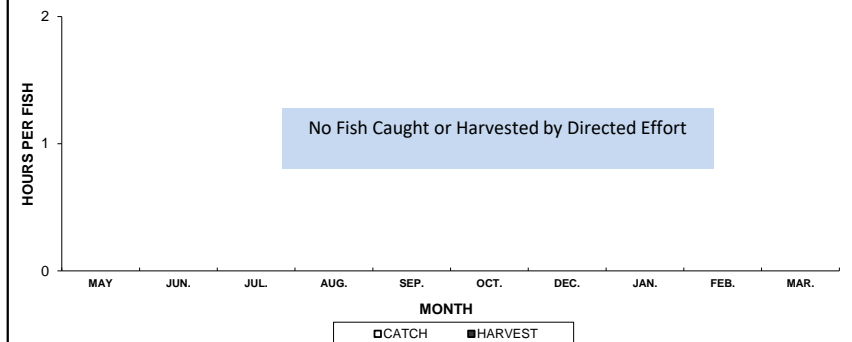 2
No Fish Caught or Harvested by Directed Effort
HOURS PER FISH
1
0
MAY JUN. JUL. AUG. SEP. OCT. DEC. JAN. FEB. MAR.
MONTH
CATCH HARVEST